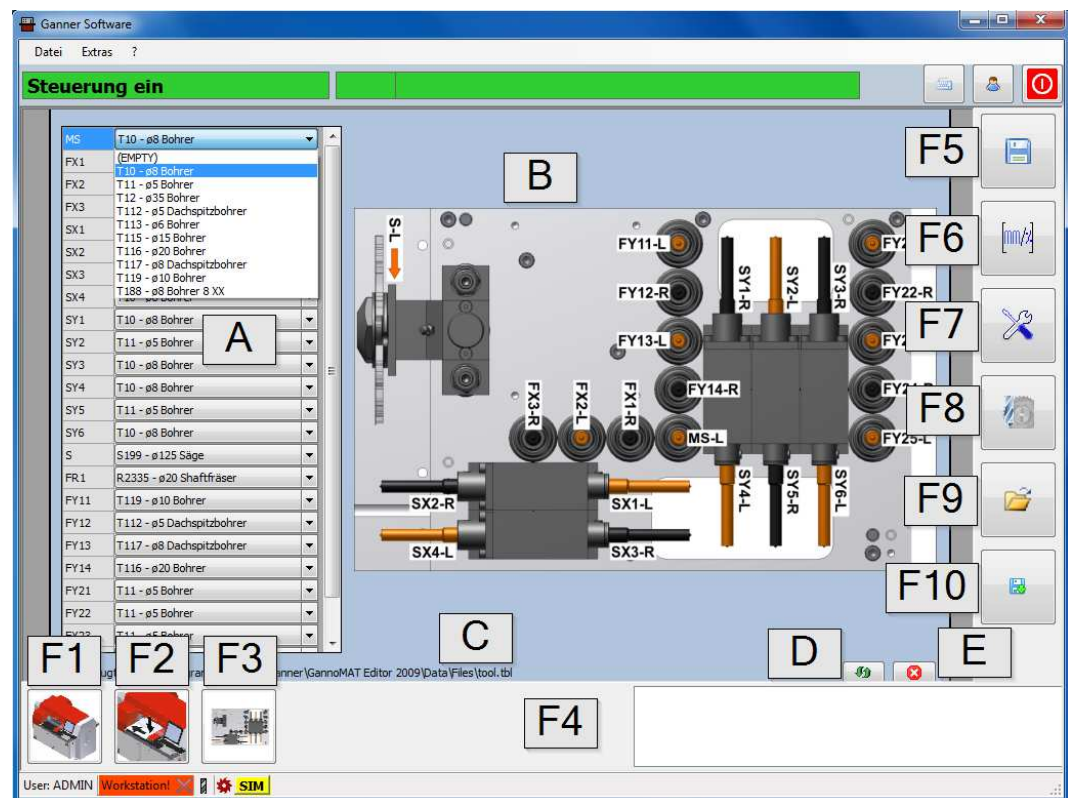 Ganner Software
Datei Extras ?
Steuerung ein
MS T10 - ø8 Bohrer
FX1 (EMPTY)
T10 - ø8 Bohrer
FX2 T11 - ø5 Bohrer
T12 - ø35 Bohrer
FX3 T112 - ø5 Dachspitzbohrer
SX1 T113 - ø6 Bohrer
T115 - ø15 Bohrer
SX2 T116 - ø20 Bohrer
T117 - ø8 Dachspitzbohrer
SX3 T119 - ø10 Bohrer
T188 - ø8 Bohrer 8 XX
SX4
SY1 T10 - ø8 Bohrer
SY2 T11 - ø5 Bohrer
SY3 T10 - ø8 Bohrer
SY4 T10 - ø8 Bohrer
SY5 T11 - ø5 Bohrer
SY6 T10 - ø8 Bohrer
S S199 - ø125 Säge
FR1 R2335 - ø20 Shaftfräser
FY11 T119 - ø10 Bohrer
FY12 T112 - ø5 Dachspitzbohrer
FY13 T117 - ø8 Dachspitzbohrer
FY14 T116 - ø20 Bohrer
FY21 T11 - ø5 Bohrer
FY22 T11 - ø5 Bohrer
FY23 T11 - ø5 Bohrer
A
B
S-L
FY11-L
FY12-R
FY13-L
FY14-R
MS-L
FX3-R
FX2-L
FX1-R
SY1-R
SY2-L
SY3-R
FY22-R
FY25-L
SY4-L
SY5-R
SY6-L
SX2-R
SX1-L
SX4-L
SX3-R
F5
F6
[mm/%]
F7
F8
F9
F10
C
D
E
\GannoMAT Editor 2009\Data\Files\tool.tbl
F1
F2
F3
F4
User: ADMIN Workstation! SIM